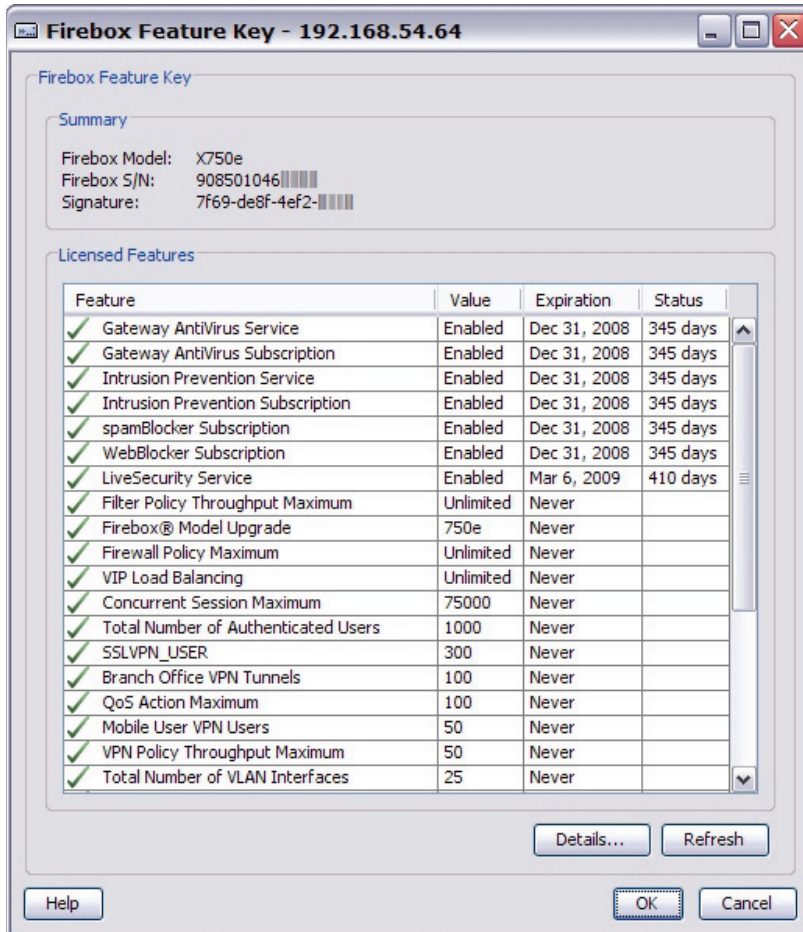 Firebox Feature Key - 192.168.54.64
Firebox Feature Key
Summary
Firebox Model: X750e
Firebox S/N: 908501046
Signature: 7f69-de8f-4ef2-
Licensed Features
Feature Value Expiration Status
Gateway AntiVirus Service Enabled Dec 31, 2008 345 days
Gateway AntiVirus Subscription Enabled Dec 31, 2008 345 days
Intrusion Prevention Service Enabled Dec 31, 2008 345 days
Intrusion Prevention Subscription Enabled Dec 31, 2008 345 days
spamBlocker Subscription Enabled Dec 31, 2008 345 days
WebBlocker Subscription Enabled Dec 31, 2008 345 days
LiveSecurity Service Enabled Mar 6, 2009 410 days
Filter Policy Throughput Maximum Unlimited Never
Firebox® Model Upgrade 750e Never
Firewall Policy Maximum Unlimited Never
VIP Load Balancing Unlimited Never
Concurrent Session Maximum 75000 Never
Total Number of Authenticated Users 1000 Never
SSLVPN_USER 300 Never
Branch Office VPN Tunnels 100 Never
QoS Action Maximum 100 Never
Mobile User VPN Users 50 Never
VPN Policy Throughput Maximum 50 Never
Total Number of VLAN Interfaces 25 Never
Details... Refresh
Help OK Cancel